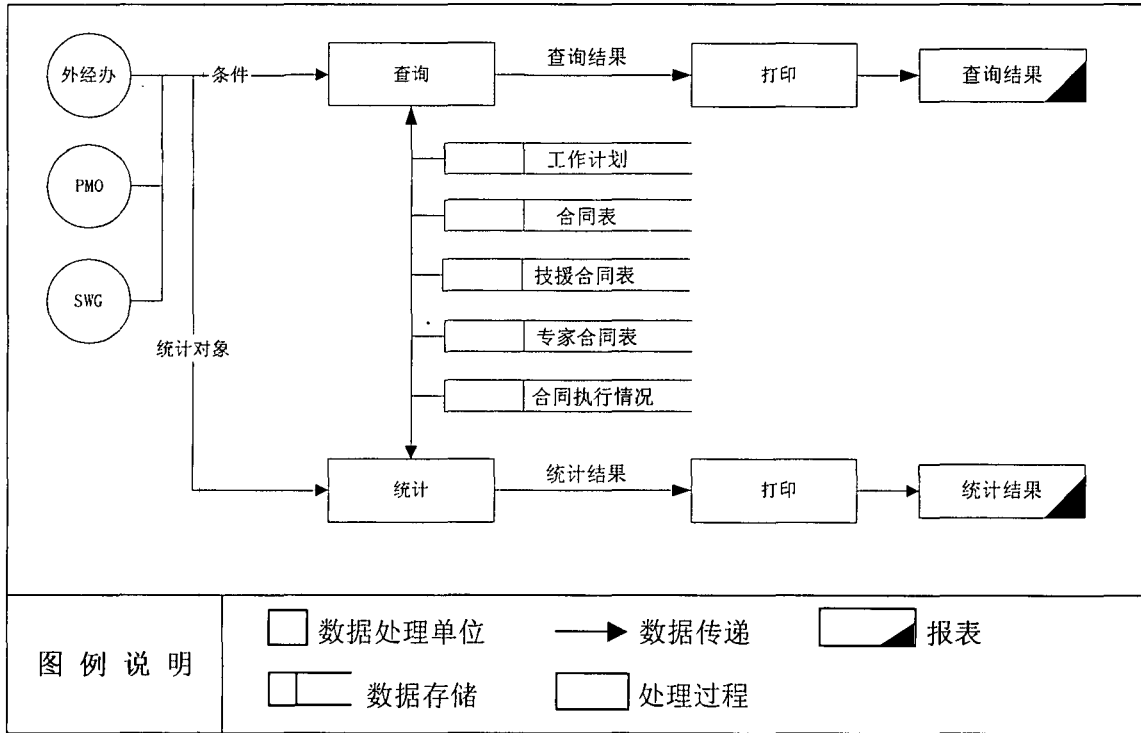 外经办
条件
查询
查询结果
打印
查询结果
PMO
SWG
工作计划
合同表
技援合同表
专家合同表
合同执行情况
统计对象
统计
统计结果
打印
统计结果
图例说明
数据处理单位
数据传递
报表
数据存储
处理过程